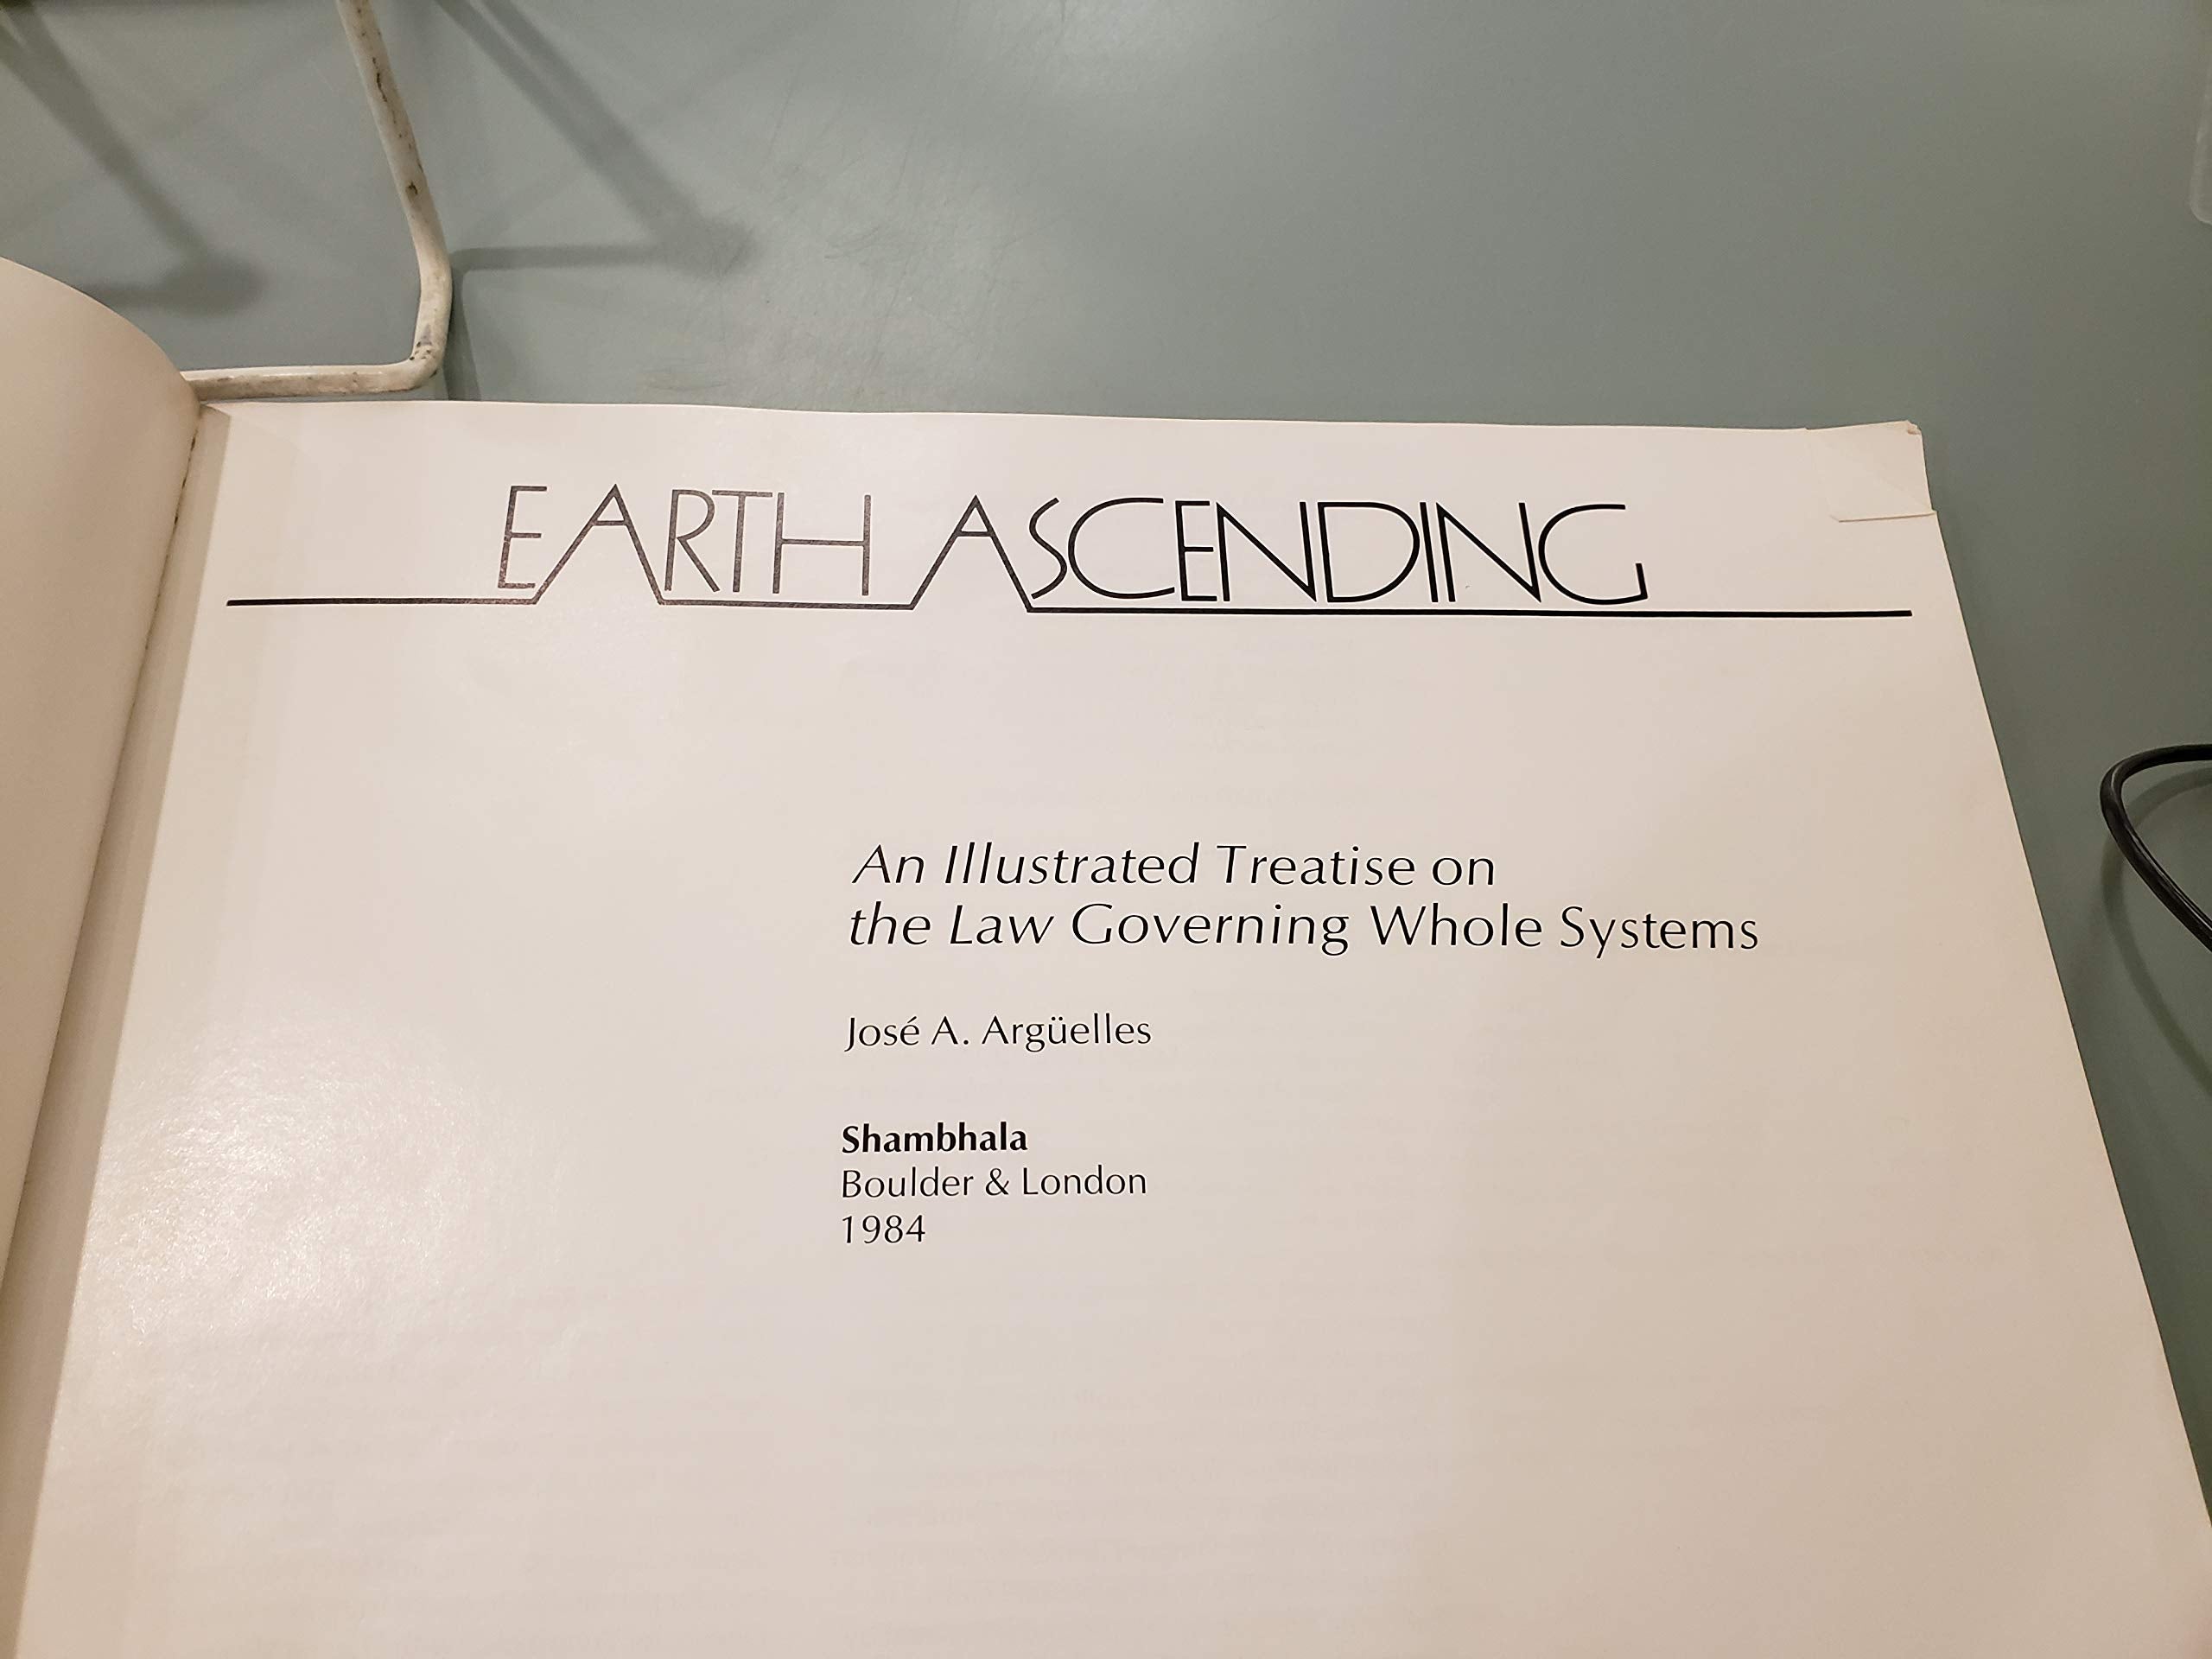 EARTH ASCENDING
An Illustrated Treatise on
the Law Governing Whole Systems
José A. Argüelles
Shambhala
Boulder & London
1984